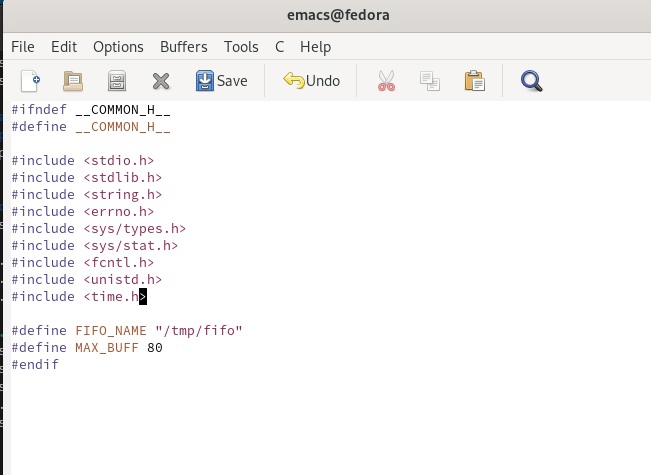 emacs@fedora
File Edit Options Buffers Tools C Help
Save Undo
#ifndef __COMMON_H__
#define __COMMON_H__
#include <stdio.h>
#include <stdlib.h>
#include <string.h>
#include <errno.h>
#include <sys/types.h>
#include <sys/stat.h>
#include <fcntl.h>
#include <unistd.h>
#include <time.h>
#define FIFO_NAME "/tmp/fifo"
#define MAX_BUFF 80
#endif